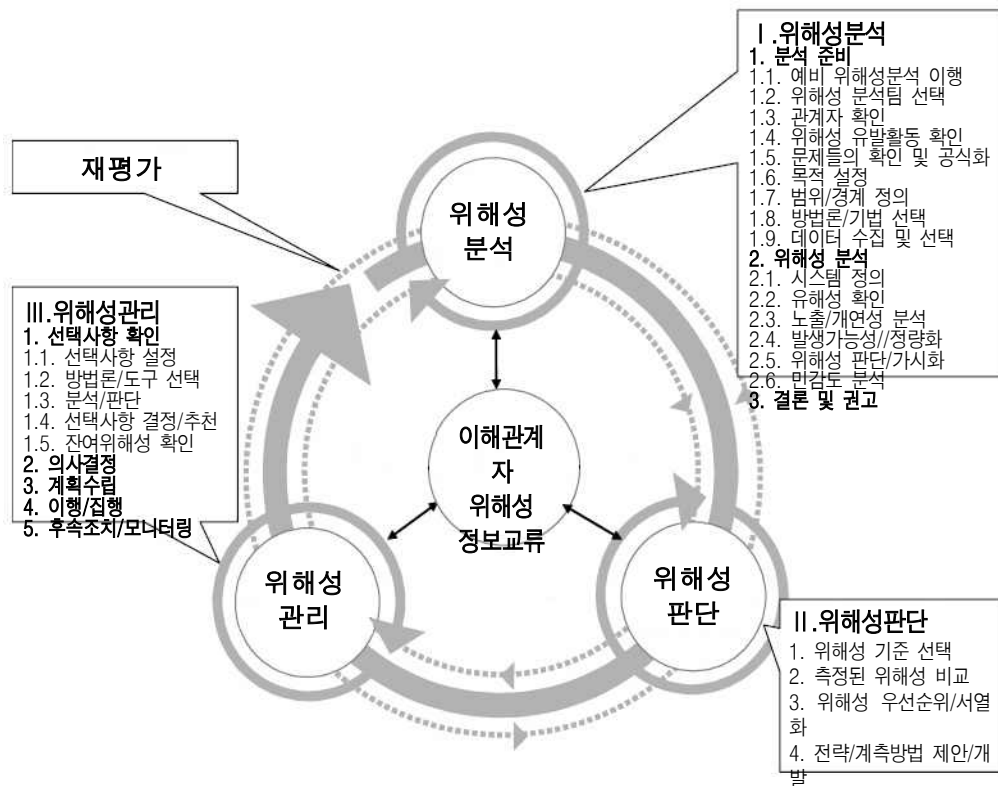 Ⅰ.위해성분석
1. 분석 준비
1.1. 예비 위해성분석 이행
1.2. 위해성 분석팀 선택
1.3. 관계자 확인
1.4. 위해성 유발활동 확인
1.5. 문제들의 확인 및 공식화
1.6. 목적 설정
1.7. 범위/경계 정의
1.8. 방법론/기법 선택
1.9. 데이터 수집 및 선택
2. 위해성 분석
2.1. 시스템 정의
2.2. 유해성 확인
2.3. 노출/개연성 분석
2.4. 발생가능성//정량화
2.5. 위해성 판단/가시화
2.6. 민감도 분석
3. 결론 및 권고
재평가
위해성
분석
Ⅲ.위해성관리
1. 선택사항 확인
1.1. 선택사항 설정
1.2. 방법론/도구 선택
1.3. 분석/판단
1.4. 선택사항 결정/추천
1.5. 잔여위해성 확인
2. 의사결정
3. 계획수립
4. 이행/집행
5. 후속조치/모니터링
이해관계
자
위해성
정보교류
위해성
관리
위해성
판단
Ⅱ.위해성판단
1. 위해성 기준 선택
2. 측정된 위해성 비교
3. 위해성 우선순위/서열
화
4. 전략/계측방법 제안/개
발